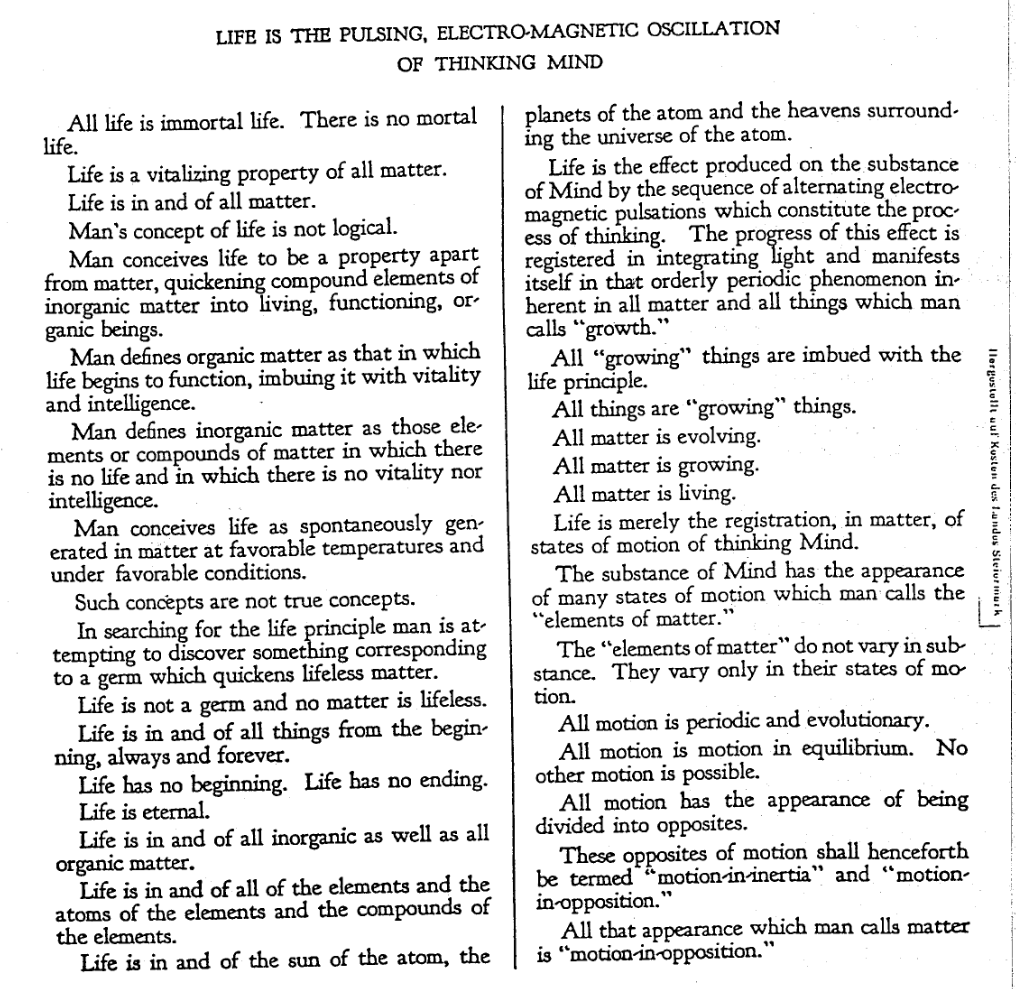 LIFE IS THE PULSING, ELECTRO-MAGNETIC OSCILLATION
OF THINKING MIND
All life is immortal life. There is no mortal
life.
Life is a vitalizing property of all matter.
Life is in and of all matter.
Man's concept of life is not logical.
Man conceives life to be a property apart
from matter, quickening compound elements of
inorganic matter into living, functioning, or-
ganic beings.
Man defines organic matter as that in which
life begins to function, imbuing it with vitality
and intelligence.
Man defines inorganic matter as those ele-
ments or compounds of matter in which there
is no life and in which there is no vitality nor
intelligence.
Man conceives life as spontaneously gen-
erated in matter at favorable temperatures and
under favorable conditions.
Such concepts are not true concepts.
In searching for the life principle man is at-
tempting to discover something corresponding
to a germ which quickens lifeless matter.
Life is not a germ and no matter is lifeless.
Life is in and of all things from the begin-
ning, always and forever.
Life has no beginning. Life has no ending.
Life is eternal.
Life is in and of all inorganic as well as all
organic matter.
Life is in and of all of the elements and the
atoms of the elements and the compounds of
the elements.
Life is in and of the sun of the atom, the
planets of the atom and the heavens surround-
ing the universe of the atom.
Life is the effect produced on the substance
of Mind by the sequence of alternating electro-
magnetic pulsations which constitute the proc-
ess of thinking. The progress of this effect is
registered in integrating light and manifests
itself in that orderly periodic phenomenon in-
herent in all matter and all things which man
calls "growth."
All "growing" things are imbued with the
life principle.
All things are "growing" things.
All matter is evolving.
All matter is growing.
All matter is living.
Life is merely the registration, in matter, of
states of motion of thinking Mind.
The substance of Mind has the appearance
of many states of motion which man calls the
"elements of matter."
The "elements of matter" do not vary in sub-
stance. They vary only in their states of mo-
tion.
All motion is periodic and evolutionary.
All motion is motion in equilibrium. No
other motion is possible.
All motion has the appearance of being
divided into opposites.
These opposites of motion shall henceforth
be termed "motion-in-inertia" and "motion-
in-opposition."
All that appearance which man calls matter
is "motion-in-opposition."
Hergestellt auf Kosten des Landes Steiermark